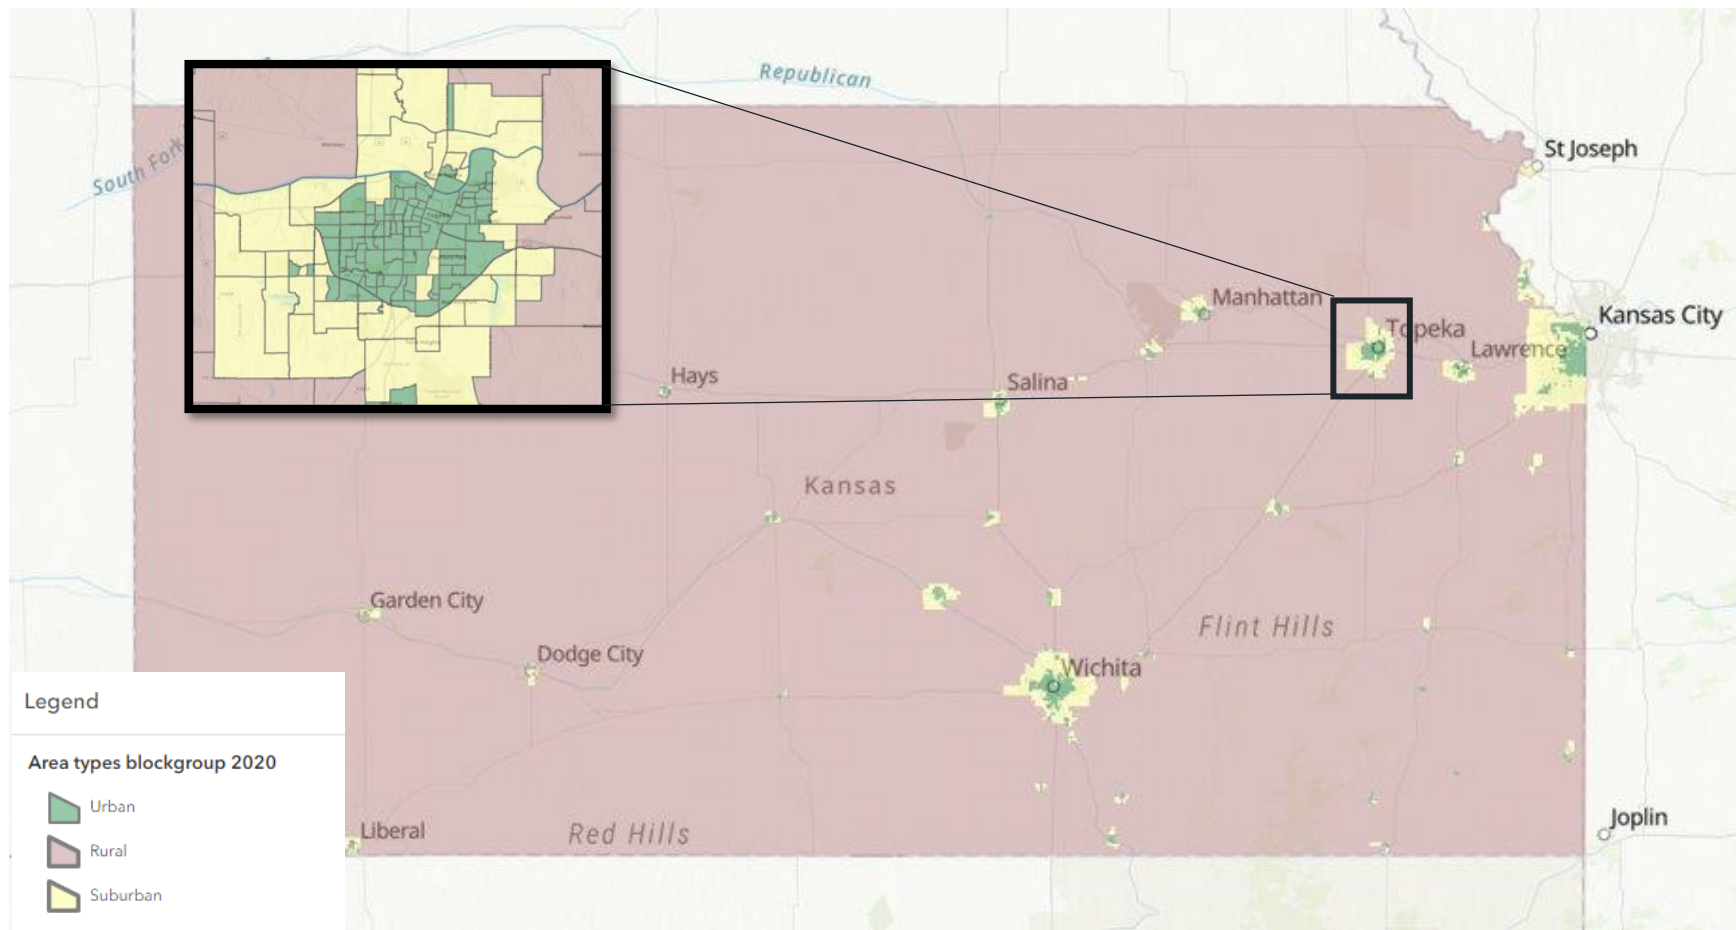 Republican
South Fork
St Joseph
Manhattan
Kansas City
Topeka
Lawrence
Hays
Salina
Kansas
Garden City
Flint Hills
Dodge City
Wichita
Legend
Area types blockgroup 2020
Urban
Rural
Suburban
Liberal
Red Hills
Joplin